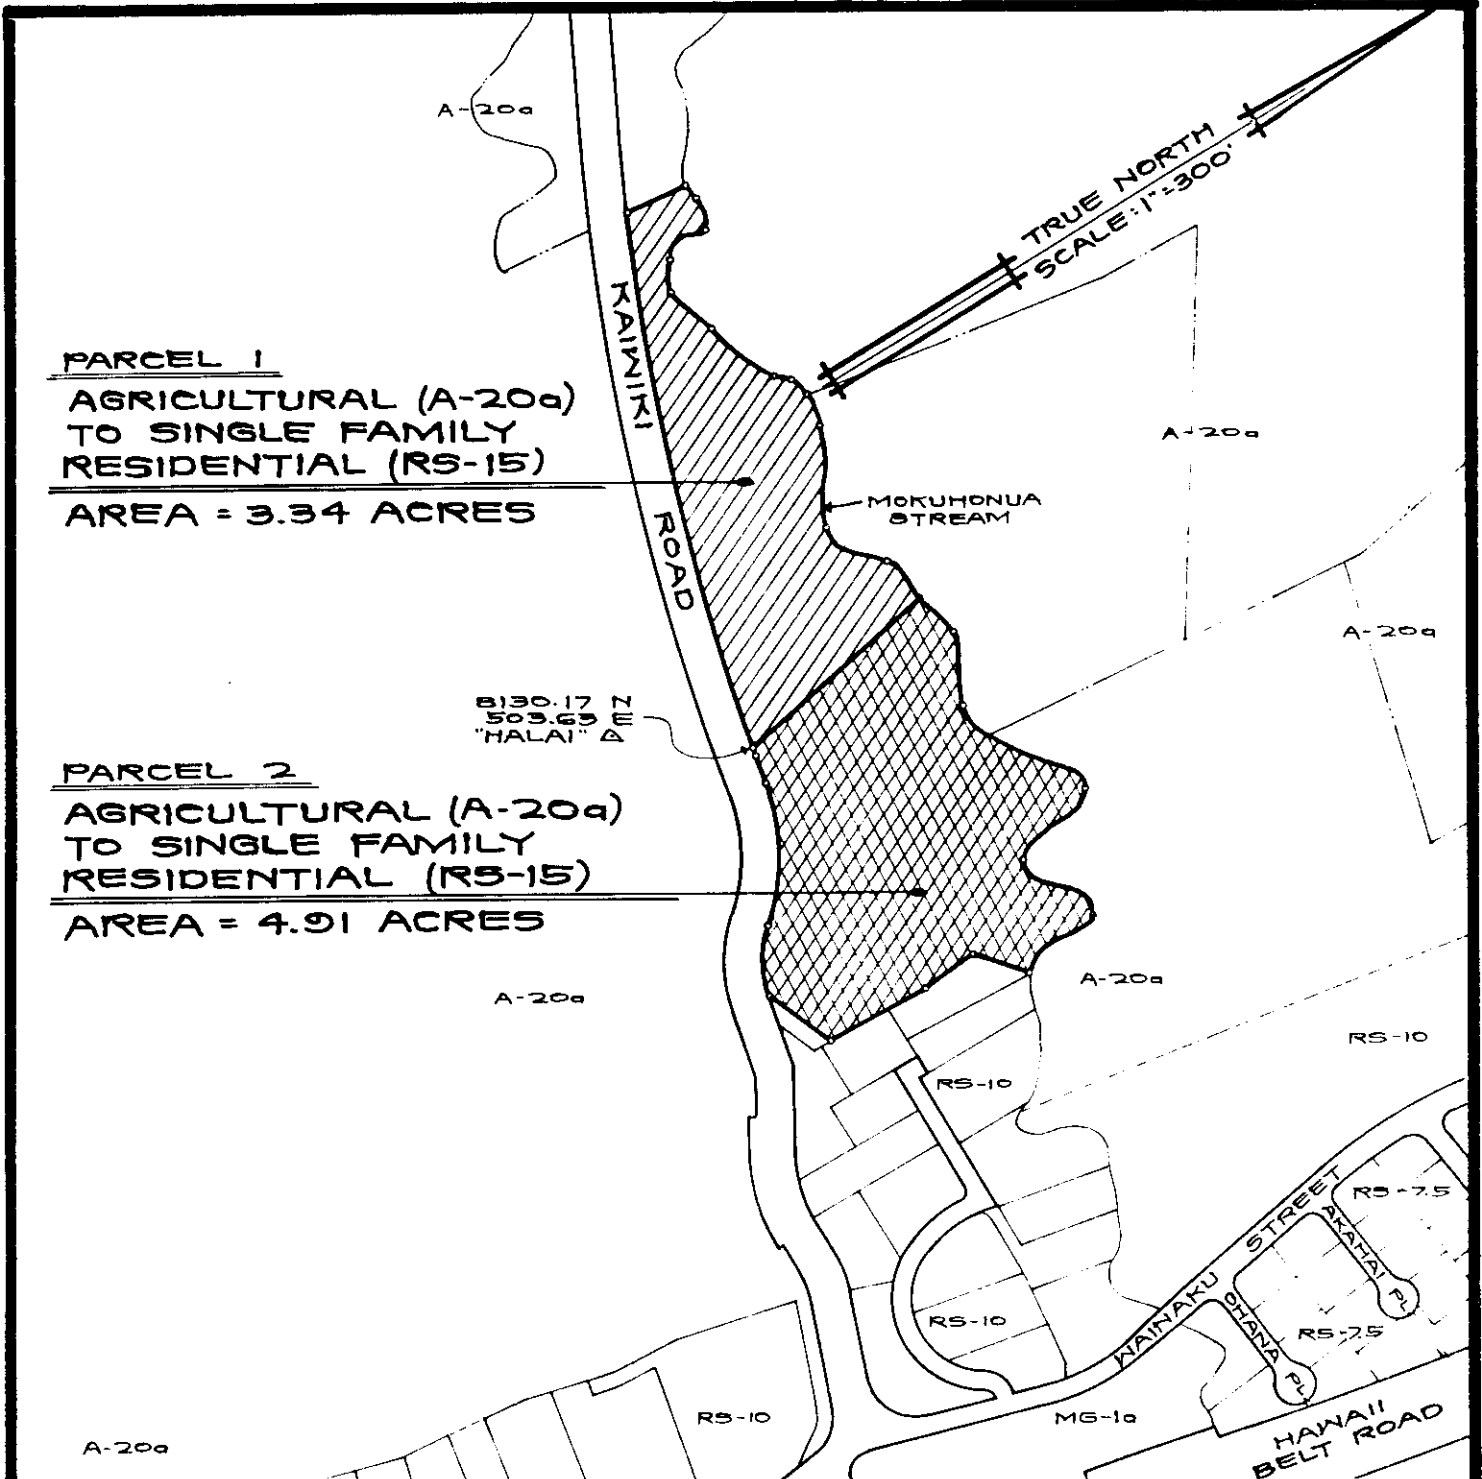 A-20a
TRUE NORTH
SCALE: 1"=300'
KAIWIKI ROAD
PARCEL 1
AGRICULTURAL (A-20a)
TO SINGLE FAMILY
RESIDENTIAL (RS-15)
AREA = 3.34 ACRES
A-20a
MOKUHONUA
STREAM
A-20a
8130.17 N
503.63 E
"HALAI" △
PARCEL 2
AGRICULTURAL (A-20a)
TO SINGLE FAMILY
RESIDENTIAL (RS-15)
AREA = 4.91 ACRES
A-20a
A-20a
RS-10
RS-10
RS-7.5
WAINAKU STREET
AKAHAI PL
OHANA PL
RS-10
RS-7.5
RS-10
MG-1a
HAWAII
BELT ROAD
A-20a